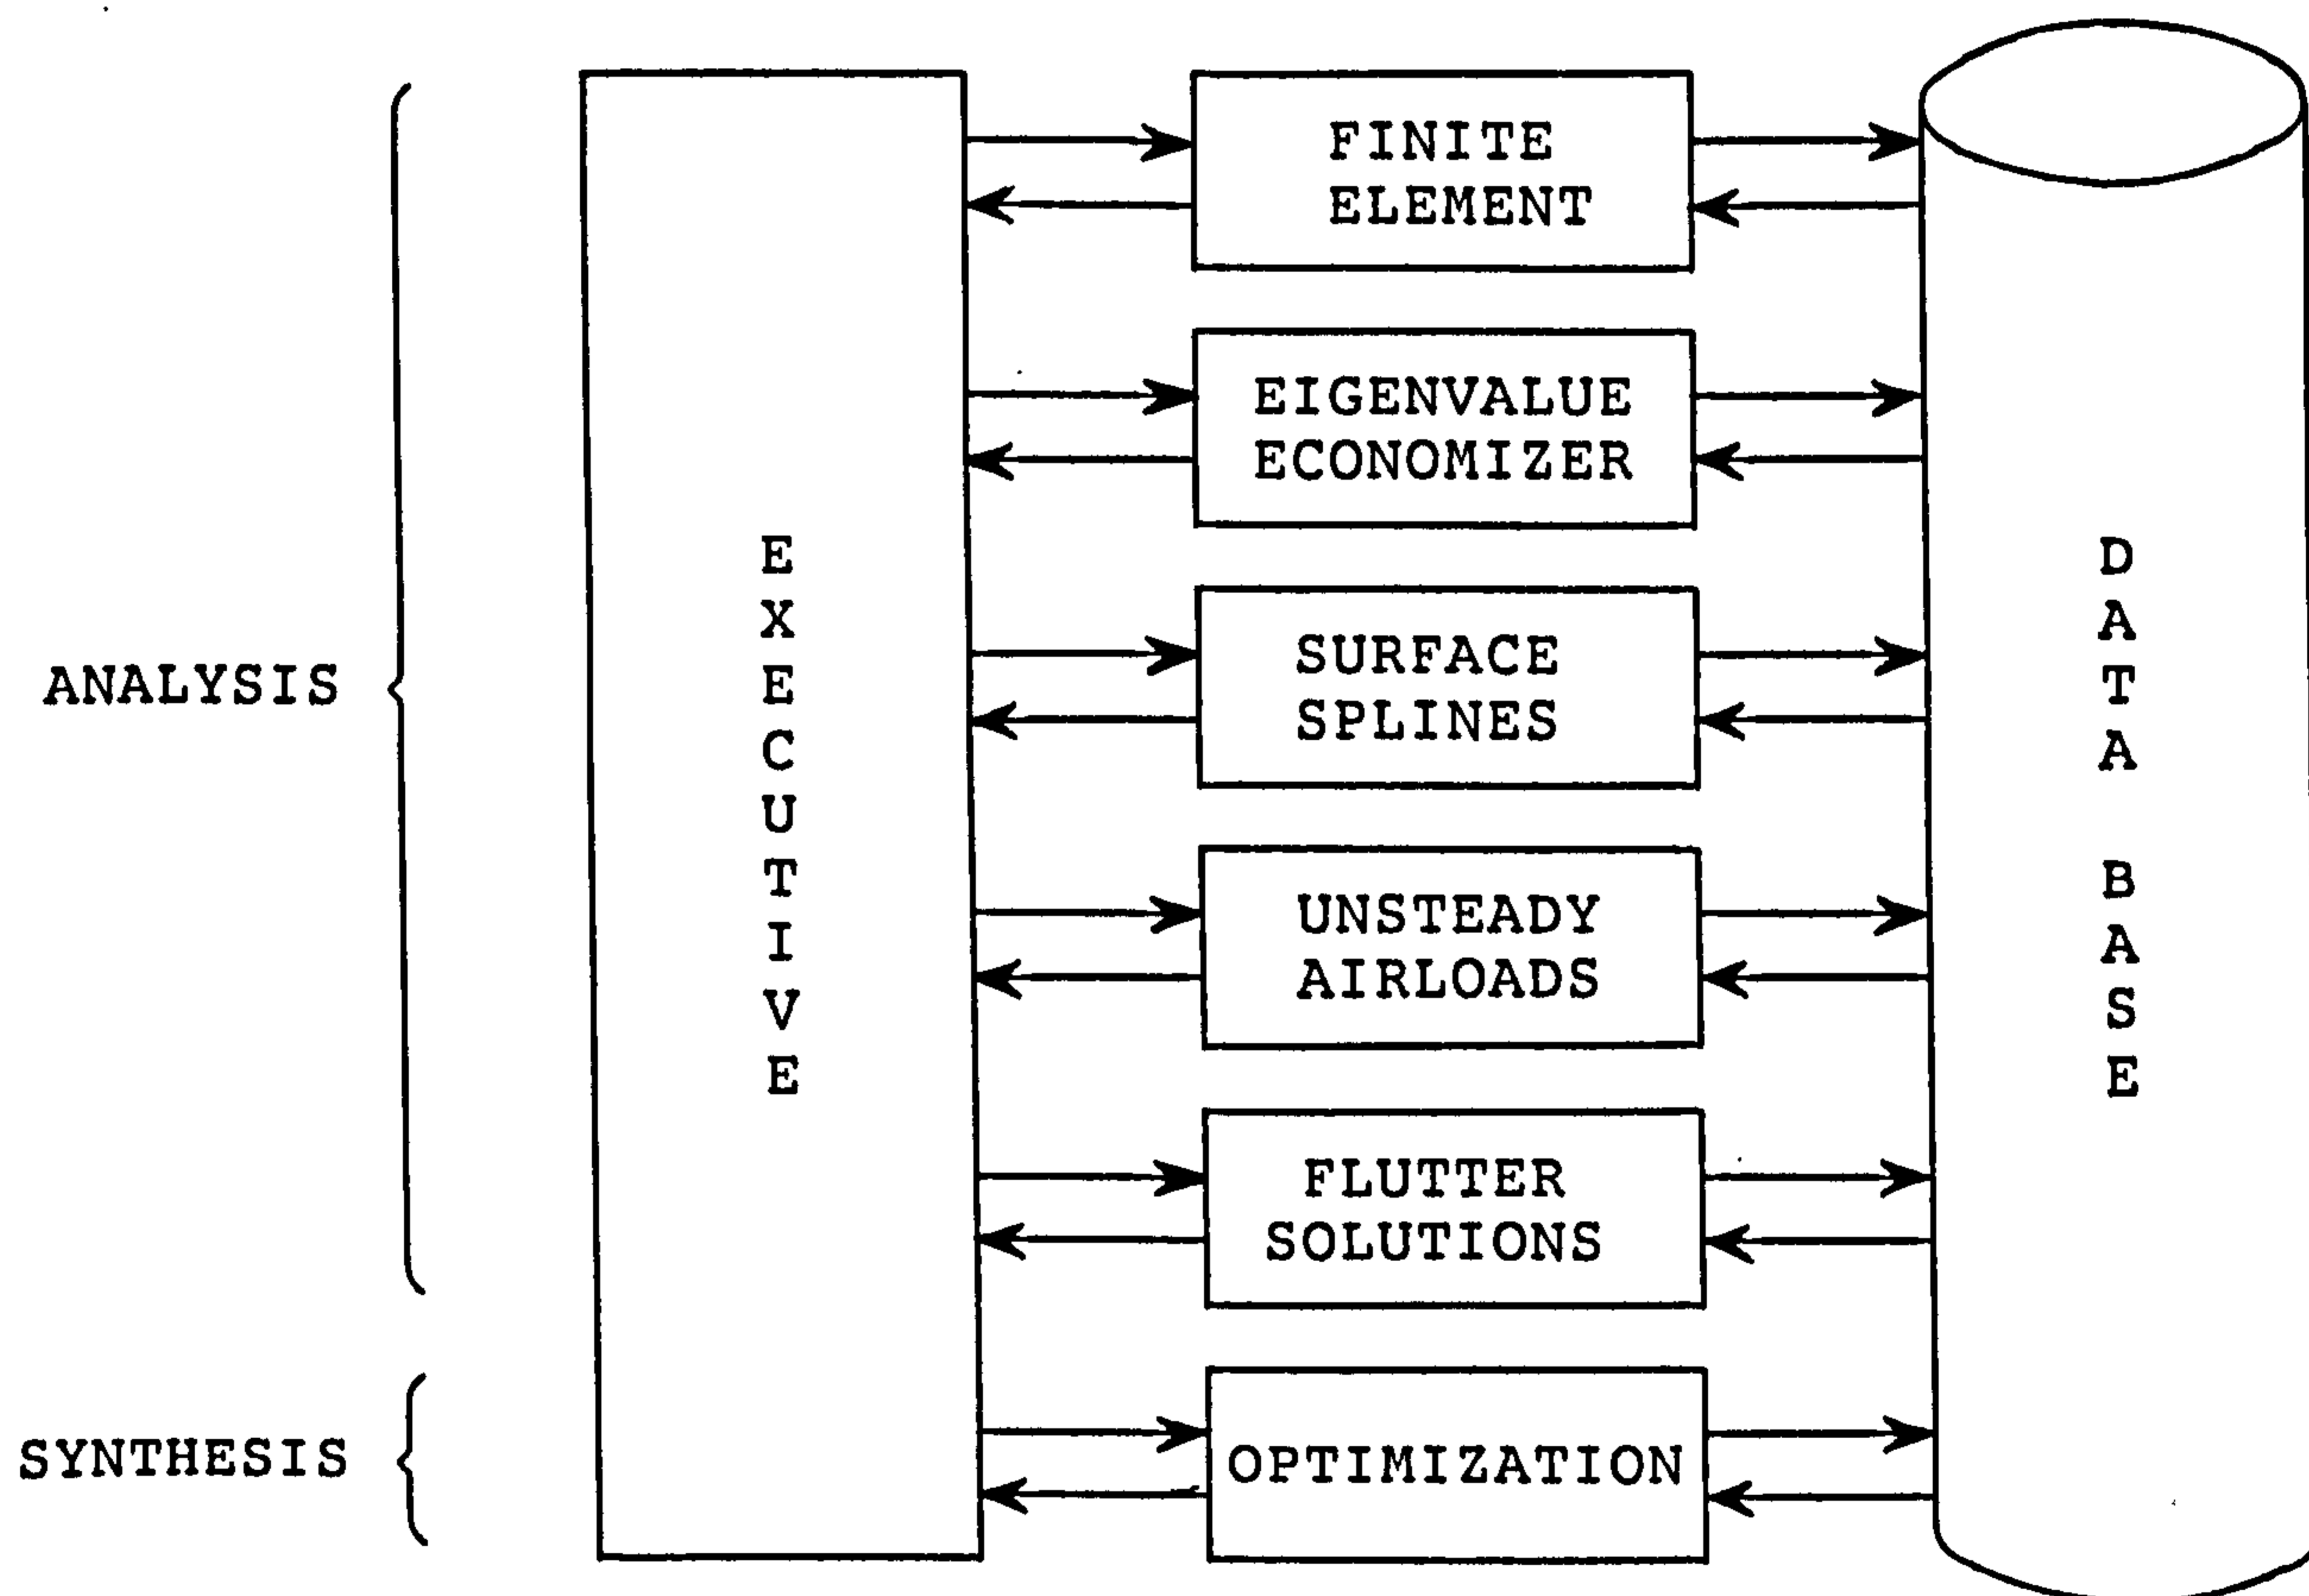 ANALYSIS
SYNTHESIS
EXECUTIVE
FINITE
ELEMENT
EIGENVALUE
ECONOMIZER
SURFACE
SPLINES
UNSTEADY
AIRLOADS
FLUTTER
SOLUTIONS
OPTIMIZATION
DATA BASE